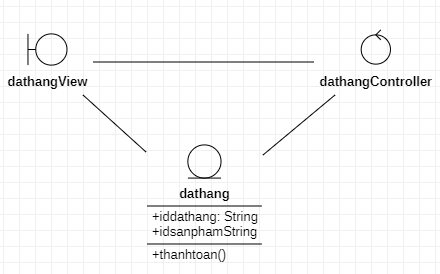 dathangView
dathangController
dathang
+iddathang: String
+idsanphamString
+thanhtoan()